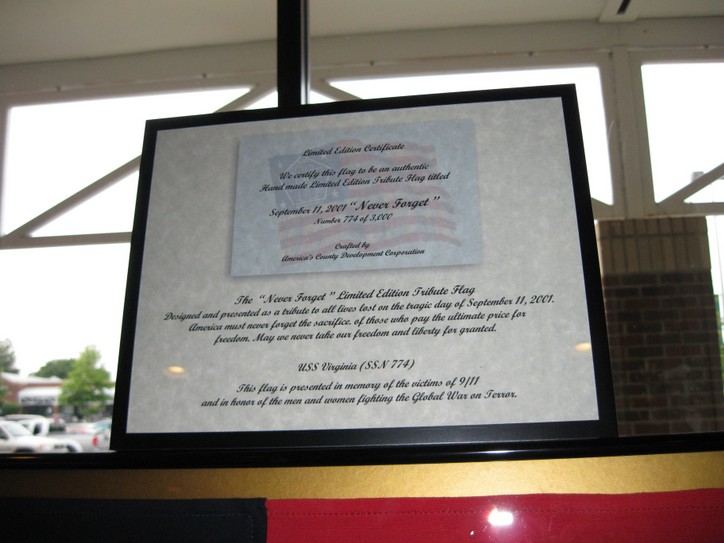 Limited Edition Certificate
We certify this flag to be an authentic
Hand made Limited Edition Tribute Flag titled
September 11, 2001 "Never Forget"
Number 774 of 3,000
Crafted by
America's County Development Corporation
The "Never Forget" Limited Edition Tribute Flag
Designed and presented as a tribute to all lives lost on the tragic day of September 11, 2001.
America must never forget the sacrifice, of those who pay the ultimate price for
freedom. May we never take our freedom and liberty for granted.
USS Virginia (SSN 774)
This flag is presented in memory of the victims of 9/11
and in honor of the men and women fighting the Global War on Terror.